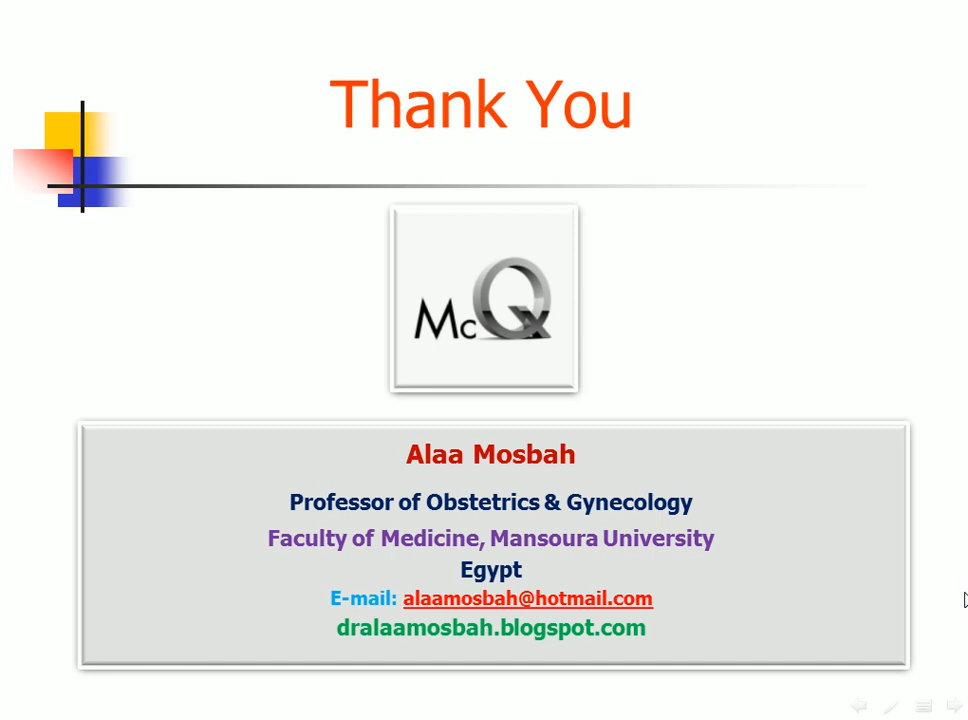 Thank You
McQx
Alaa Mosbah
Professor of Obstetrics & Gynecology
Faculty of Medicine, Mansoura University
Egypt
E-mail: alaamosbah@hotmail.com
dralaamosbah.blogspot.com